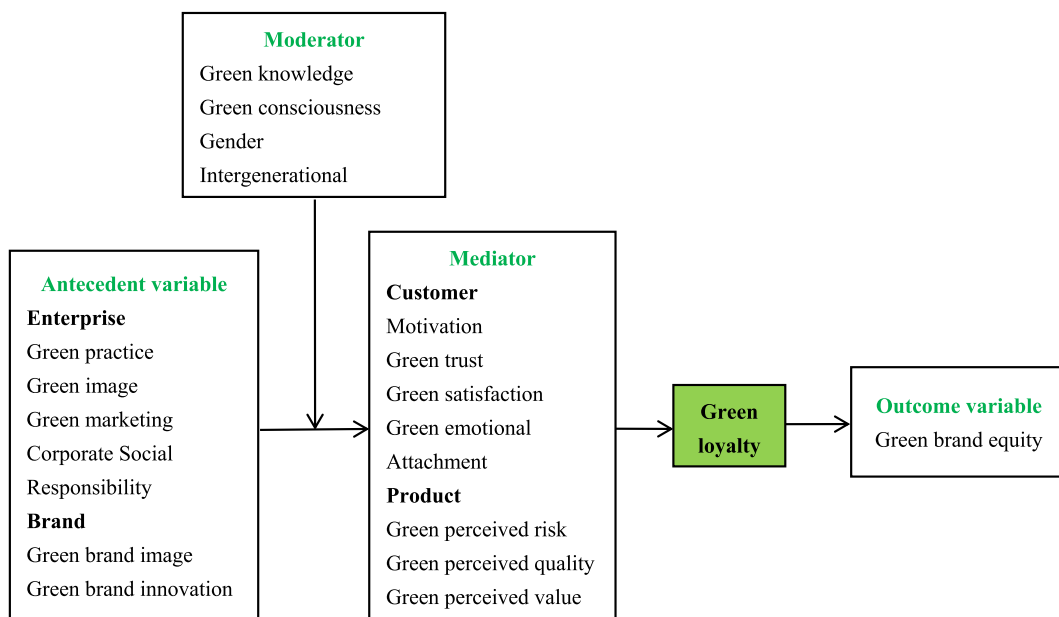 Moderator
Green knowledge
Green consciousness
Gender
Intergenerational
Antecedent variable
Enterprise
Green practice
Green image
Green marketing
Corporate Social
Responsibility
Brand
Green brand image
Green brand innovation
Mediator
Customer
Motivation
Green trust
Green satisfaction
Green emotional
Attachment
Product
Green perceived risk
Green perceived quality
Green perceived value
Green
loyalty
Outcome variable
Green brand equity